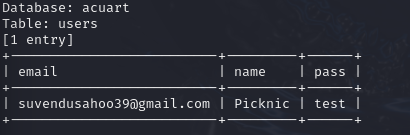 Database: acuart
Table: users
[1 entry]
+--------------------------+---------+------+
| email                    | name    | pass |
+--------------------------+---------+------+
| suvendusahoo39@gmail.com | Picknic | test |
+--------------------------+---------+------+